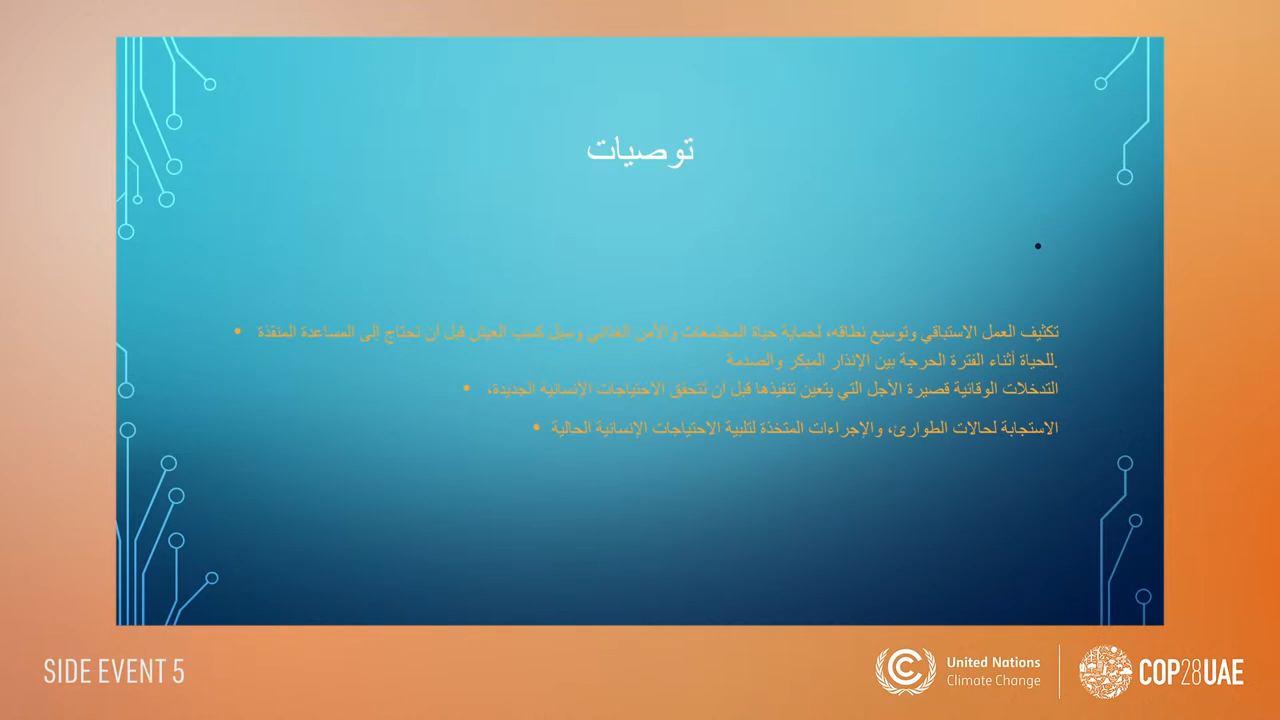 توصيات
•
• تكثيف العمل الاستباقي وتوسيع نطاقه، لحماية حياة المجتمعات والأمن الغذائي وسبل كسب العيش قبل أن تحتاج إلى المساعدة المنقذة
للحياة أثناء الفترة الحرجة بين الإنذار المبكر والصدمة.
• التدخلات الوقائية قصيرة الأجل التي يتعين تنفيذها قبل أن تتحقق الاحتياجات الإنسانية الجديدة،
• الاستجابة لحالات الطوارئ، والإجراءات المتخذة لتلبية الاحتياجات الإنسانية الحالية
SIDE EVENT 5
United Nations
Climate Change
COP28UAE